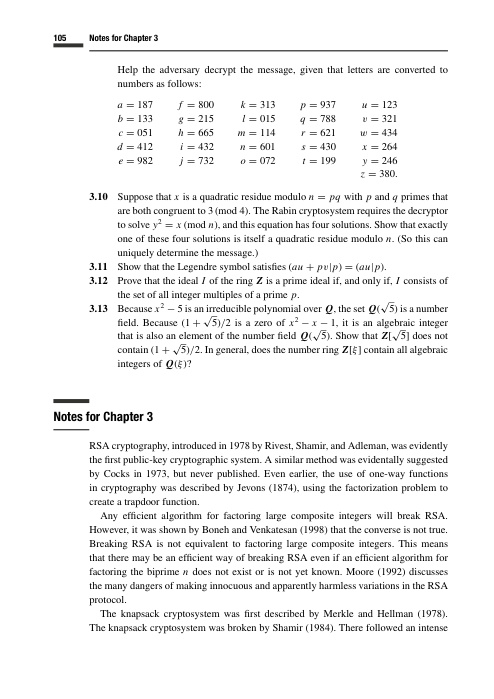 105 Notes for Chapter 3
Help the adversary decrypt the message, given that letters are converted to
numbers as follows:
a = 187 f = 800 k = 313 p = 937 u = 123
b = 133 g = 215 l = 015 q = 788 v = 321
c = 051 h = 665 m = 114 r = 621 w = 434
d = 412 i = 432 n = 601 s = 430 x = 264
e = 982 j = 732 o = 072 t = 199 y = 246
z = 380.
3.10 Suppose that x is a quadratic residue modulo n = pq with p and q primes that
are both congruent to 3 (mod 4). The Rabin cryptosystem requires the decryptor
to solve y² = x (mod n), and this equation has four solutions. Show that exactly
one of these four solutions is itself a quadratic residue modulo n. (So this can
uniquely determine the message.)
3.11 Show that the Legendre symbol satisfies (au + pv|p) = (au|p).
3.12 Prove that the ideal I of the ring Z is a prime ideal if, and only if, I consists of
the set of all integer multiples of a prime p.
3.13 Because x² − 5 is an irreducible polynomial over Q, the set Q(√5) is a number
field. Because (1 + √5)/2 is a zero of x² − x − 1, it is an algebraic integer
that is also an element of the number field Q(√5). Show that Z[√5] does not
contain (1 + √5)/2. In general, does the number ring Z[ξ] contain all algebraic
integers of Q(ξ)?
Notes for Chapter 3
RSA cryptography, introduced in 1978 by Rivest, Shamir, and Adleman, was evidently
the first public-key cryptographic system. A similar method was evidentally suggested
by Cocks in 1973, but never published. Even earlier, the use of one-way functions
in cryptography was described by Jevons (1874), using the factorization problem to
create a trapdoor function.
Any efficient algorithm for factoring large composite integers will break RSA.
However, it was shown by Boneh and Venkatesan (1998) that the converse is not true.
Breaking RSA is not equivalent to factoring large composite integers. This means
that there may be an efficient way of breaking RSA even if an efficient algorithm for
factoring the biprime n does not exist or is not yet known. Moore (1992) discusses
the many dangers of making innocuous and apparently harmless variations in the RSA
protocol.
The knapsack cryptosystem was first described by Merkle and Hellman (1978).
The knapsack cryptosystem was broken by Shamir (1984). There followed an intense